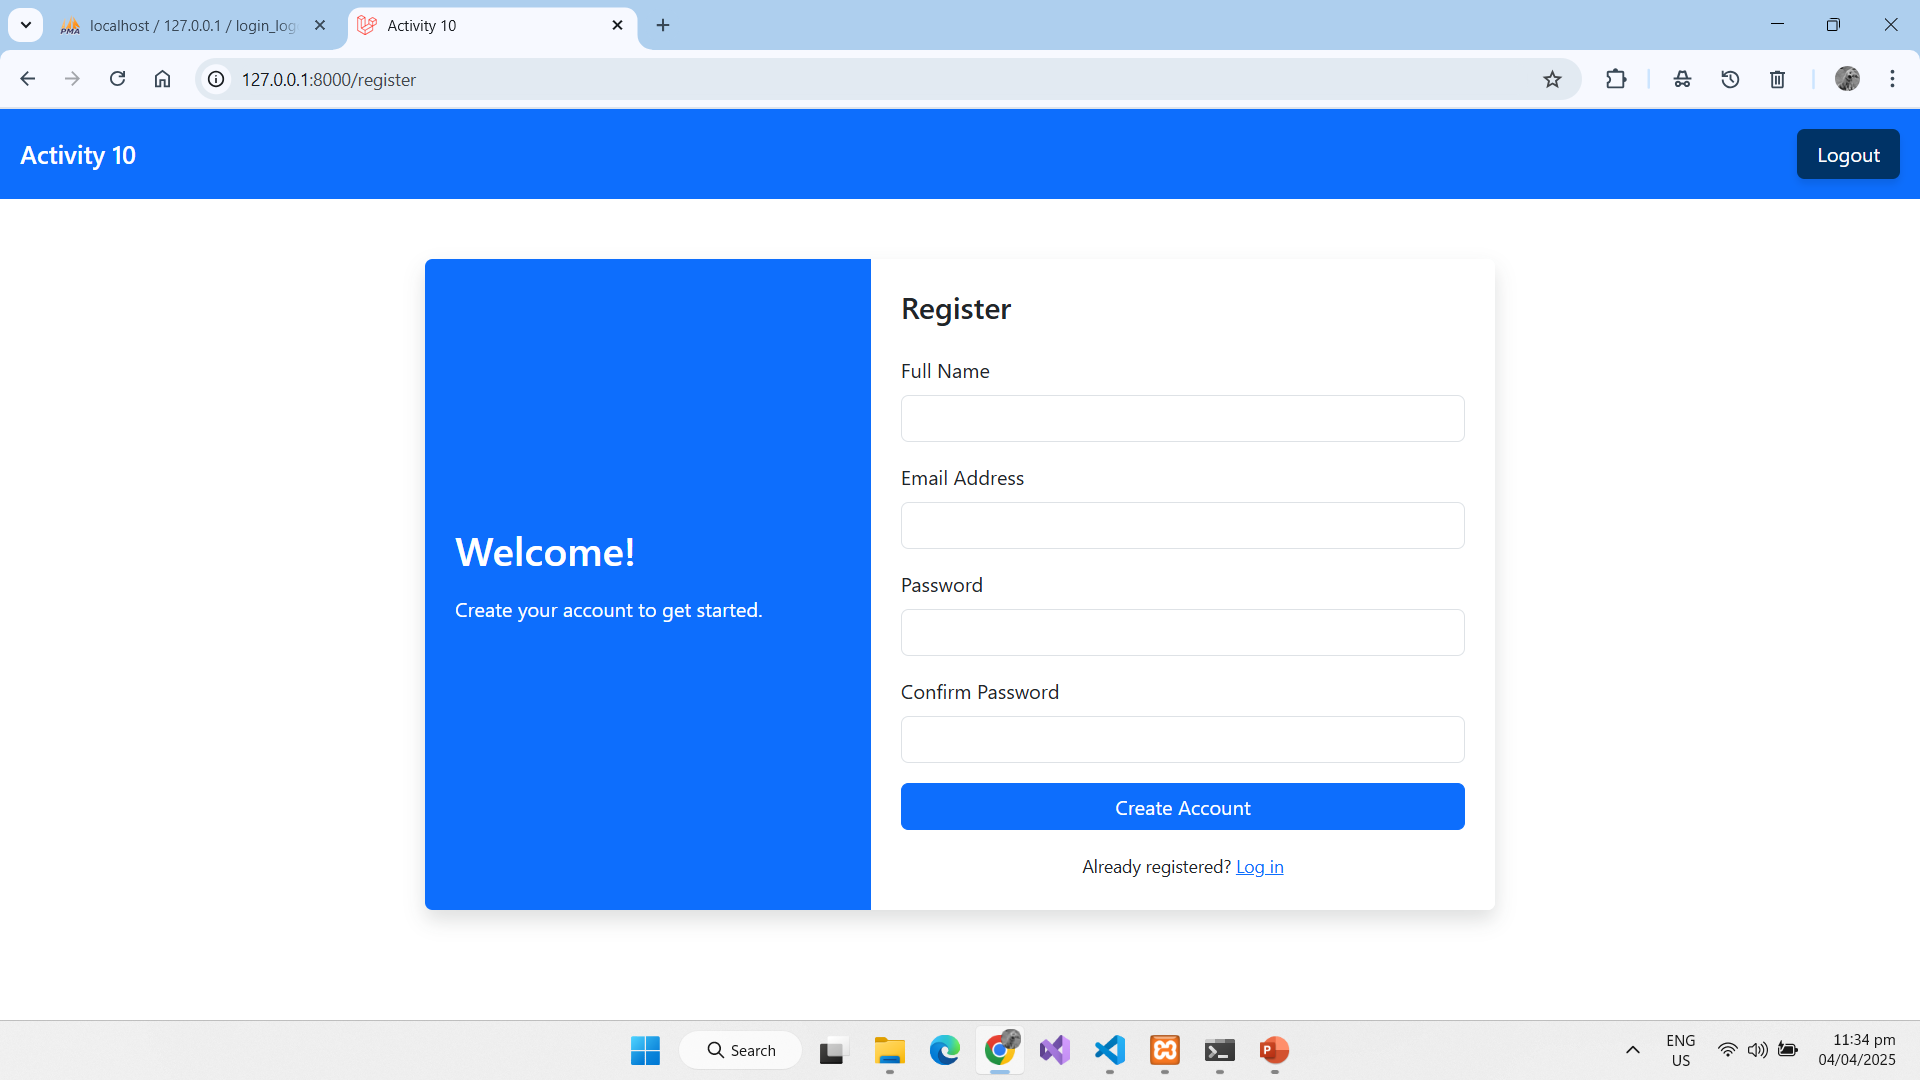 localhost / 127.0.0.1 / login_log
Activity 10
127.0.0.1:8000/register
Activity 10
Logout
Welcome!
Create your account to get started.
Register
Full Name
Email Address
Password
Confirm Password
Create Account
Already registered? Log in
Search
ENG
US
11:34 pm
04/04/2025